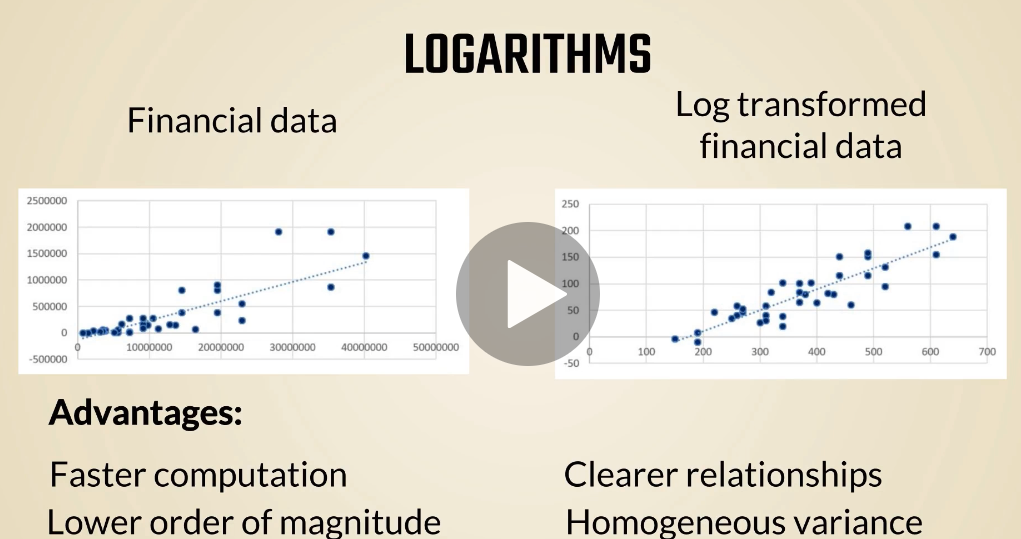 LOGARITHMS
Financial data
Log transformed
financial data
2500000
2000000
1500000
1000000
500000
0
-500000
0 10000000 20000000 30000000 40000000 50000000
250
200
150
100
50
0
-50
0 100 200 300 400 500 600 700
Advantages:
Faster computation
Clearer relationships
Lower order of magnitude
Homogeneous variance